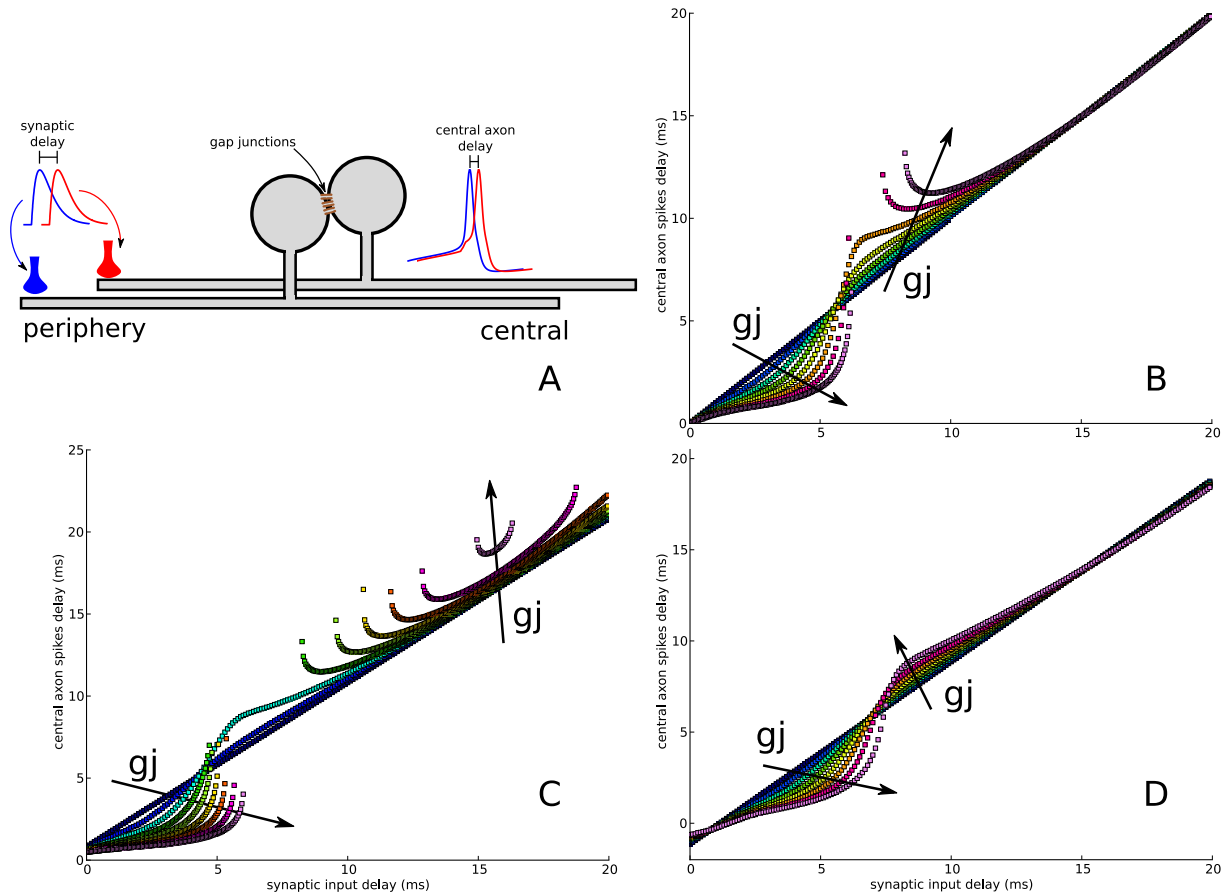 synaptic
delay
gap junctions
central axon
delay
periphery
central
A
central axon spikes delay (ms)
20
15
10
5
0
gj
gj
B
0
5
10
15
20
central axon spikes delay (ms)
25
20
15
10
5
0
gj
gj
C
0
5
10
15
20
synaptic input delay (ms)
central axon spikes delay (ms)
20
15
10
5
0
gj
gj
D
0
5
10
15
20
synaptic input delay (ms)